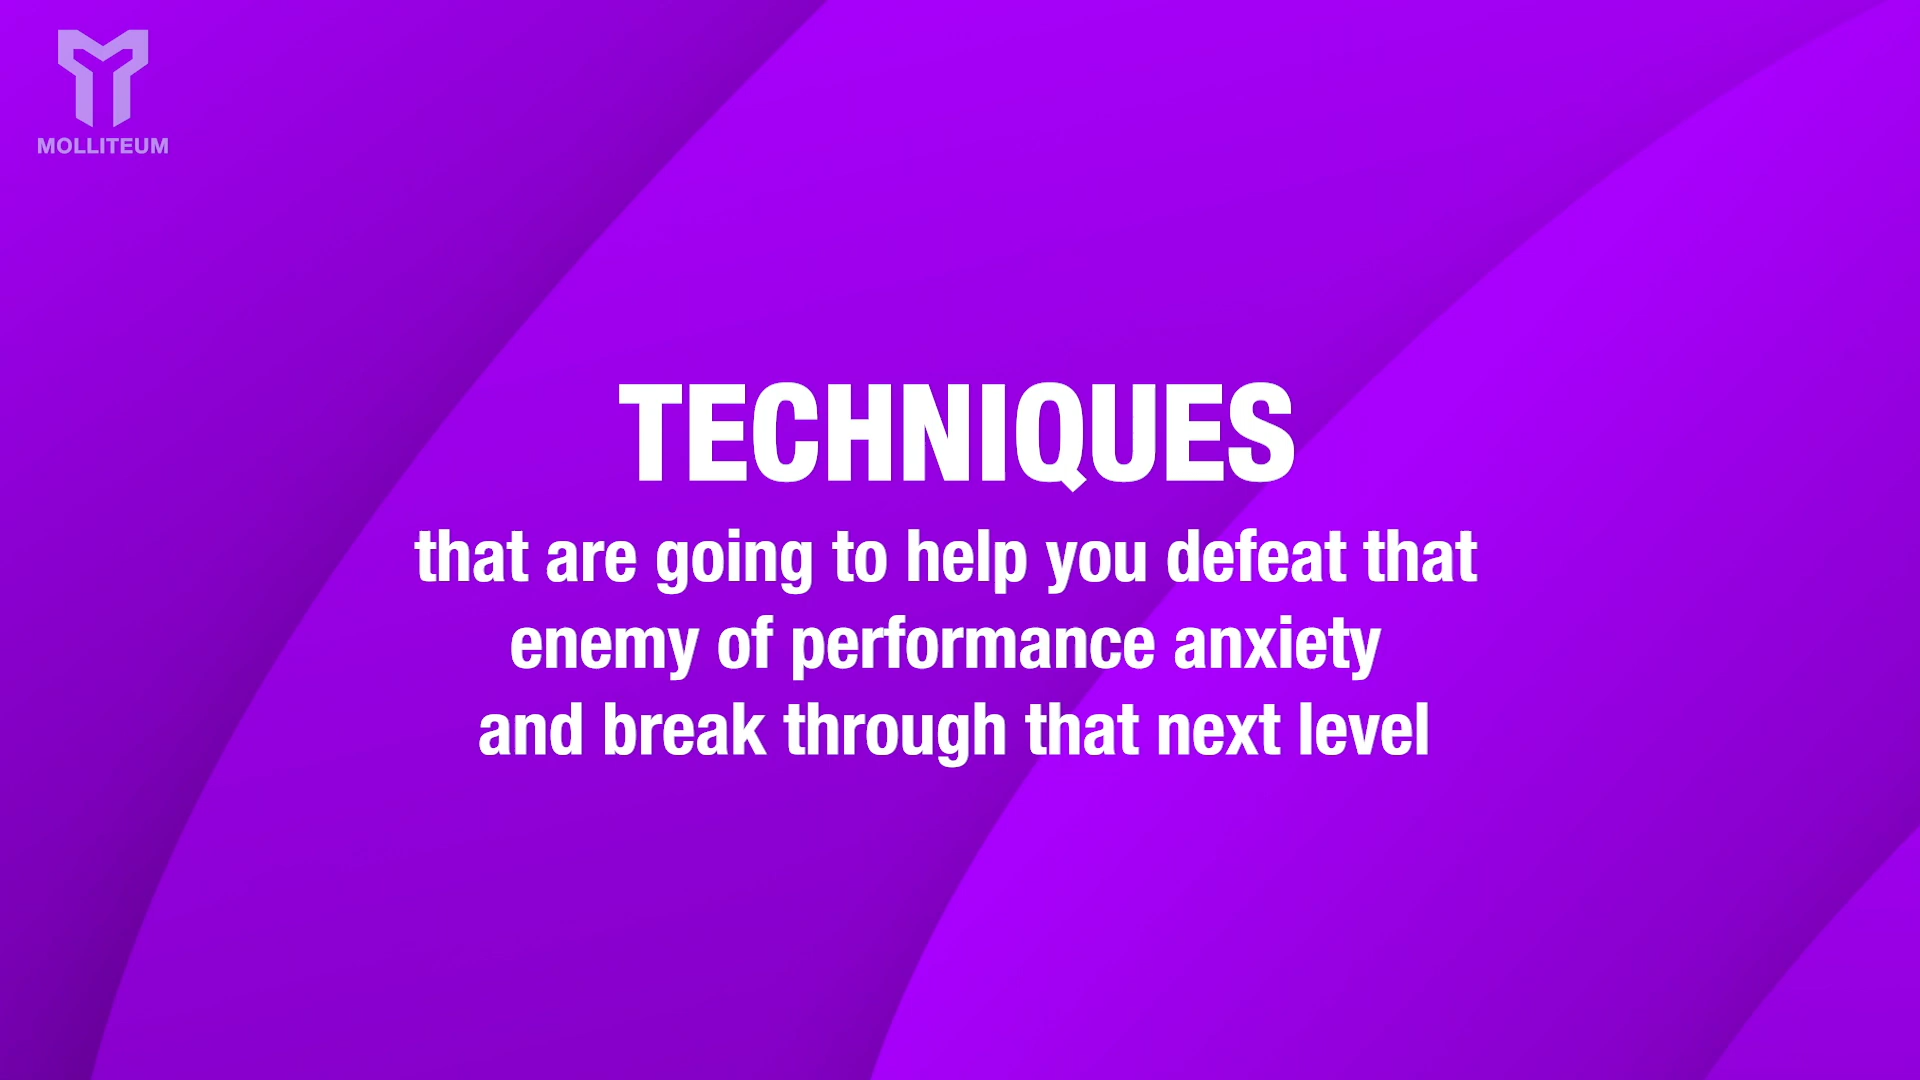 MOLLITEUM
TECHNIQUES
that are going to help you defeat that
enemy of performance anxiety
and break through that next level